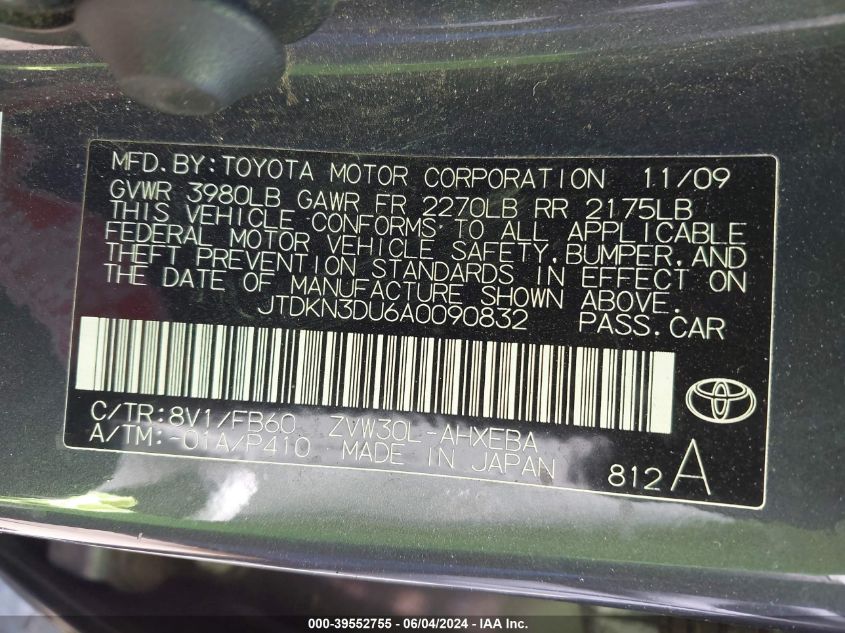 MFD.BY:TOYOTA MOTOR CORPORATION 11/09
GVWR 3980LB GAWR FR 2270LB RR 2175LB
THIS VEHICLE CONFORMS TO ALL APPLICABLE
FEDERAL MOTOR VEHICLE SAFETY,BUMPER,AND
THEFT PREVENTION STANDARDS IN EFFECT ON
THE DATE OF MANUFACTURE SHOWN ABOVE.
JTDKN3DU6A0090832 PASS.CAR
C/TR:8V1/FB60 ZVW30L-AHXEBA
A/TM:-01A/P410 MADE IN JAPAN
812 A
000-39552755 - 06/04/2024 - IAA Inc.